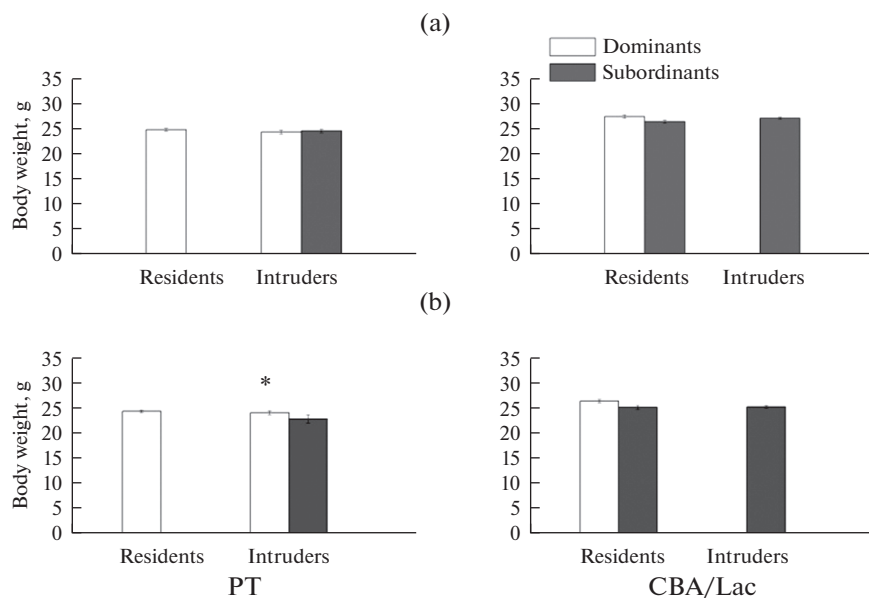 (a)
Dominants
Subordinants
Body weight, g
35
30
25
20
15
10
5
0
Residents Intruders
35
30
25
20
15
10
5
0
Residents Intruders
(b)
Body weight, g
35
30
25
20
15
10
5
0
*
Residents Intruders
PT
35
30
25
20
15
10
5
0
Residents Intruders
CBA/Lac